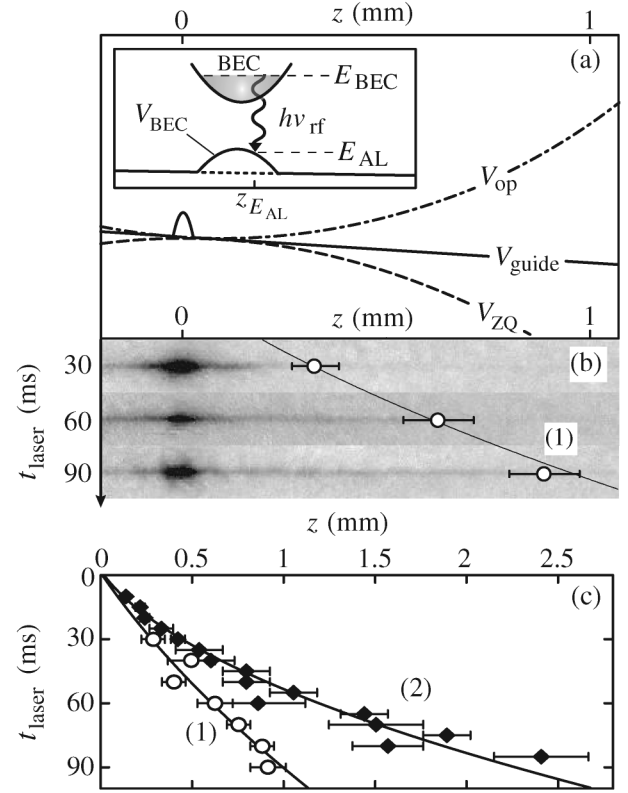 z (mm)
0 1
(a)
BEC
E_BEC
V_BEC
hν_rf
E_AL
z_{E_AL}
V_op
V_guide
V_ZQ
0 z (mm) 1
(b)
30
60
90
t_laser (ms)
(1)
z (mm)
0 0.5 1 1.5 2 2.5
(c)
0
30
60
90
t_laser (ms)
(2)
(1)